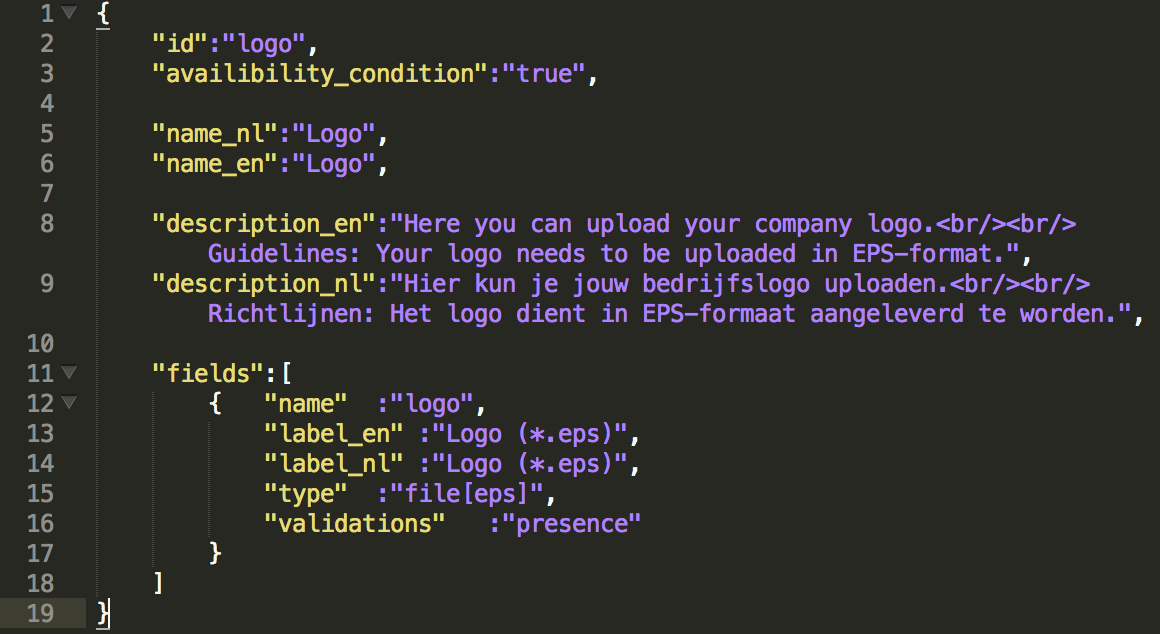 1 {
2 "id":"logo",
3 "availibility_condition":"true",
4
5 "name_nl":"Logo",
6 "name_en":"Logo",
7
8 "description_en":"Here you can upload your company logo.<br/><br/>
Guidelines: Your logo needs to be uploaded in EPS-format.",
9 "description_nl":"Hier kun je jouw bedrijfslogo uploaden.<br/><br/>
Richtlijnen: Het logo dient in EPS-formaat aangeleverd te worden.",
10
11 "fields":[
12 { "name" :"logo",
13 "label_en" :"Logo (*.eps)",
14 "label_nl" :"Logo (*.eps)",
15 "type" :"file[eps]",
16 "validations" :"presence"
17 }
18 ]
19 }